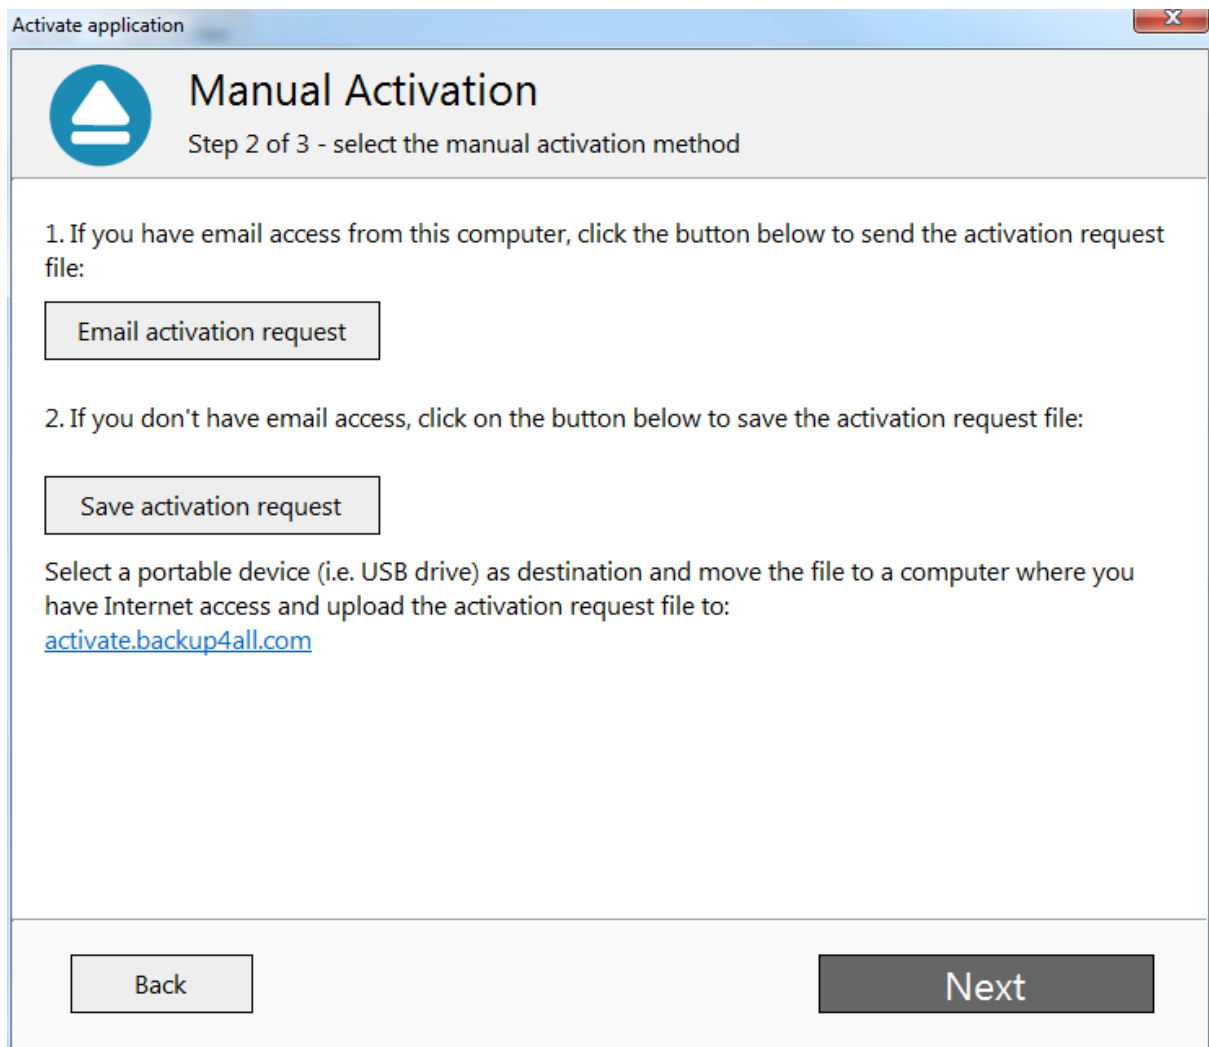 Activate application
Manual Activation
Step 2 of 3 - select the manual activation method
1. If you have email access from this computer, click the button below to send the activation request
file:
Email activation request
2. If you don't have email access, click on the button below to save the activation request file:
Save activation request
Select a portable device (i.e. USB drive) as destination and move the file to a computer where you
have Internet access and upload the activation request file to:
activate.backup4all.com
Back
Next